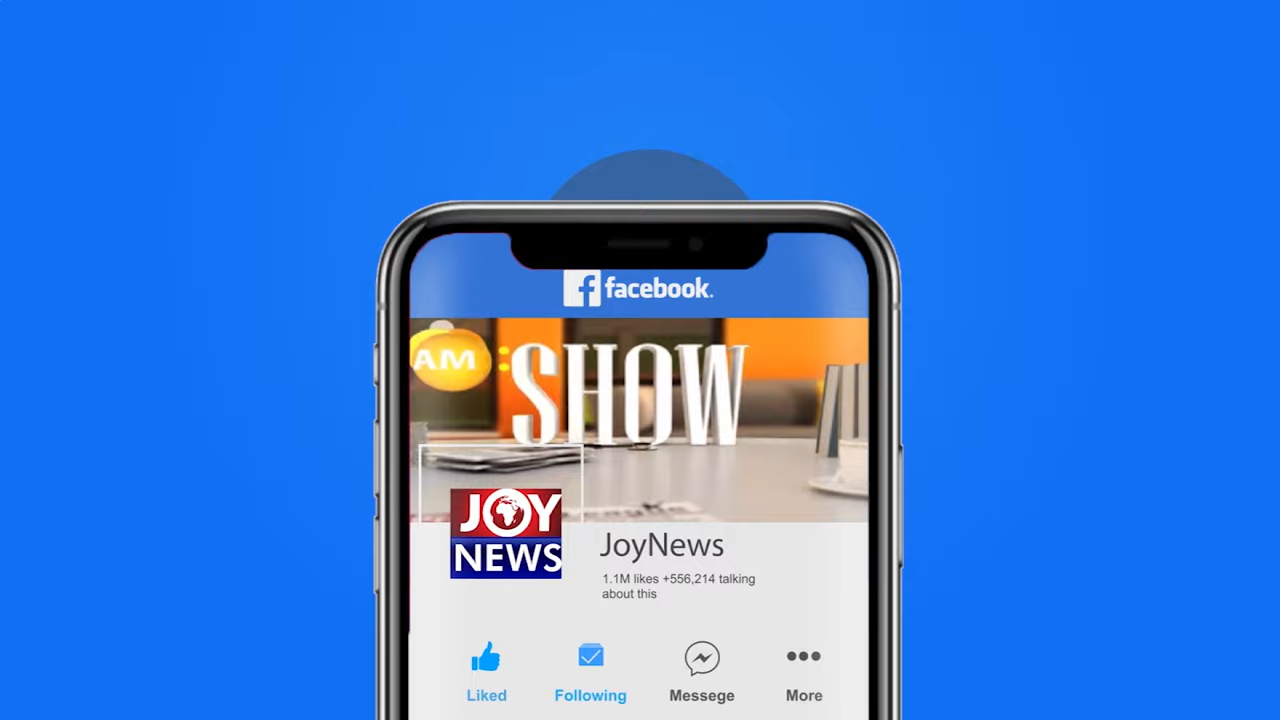 facebook.
AM
SHOW
JOY
NEWS
JoyNews
1.1M likes +556,214 talking
about this
Liked
Following
Messege
More